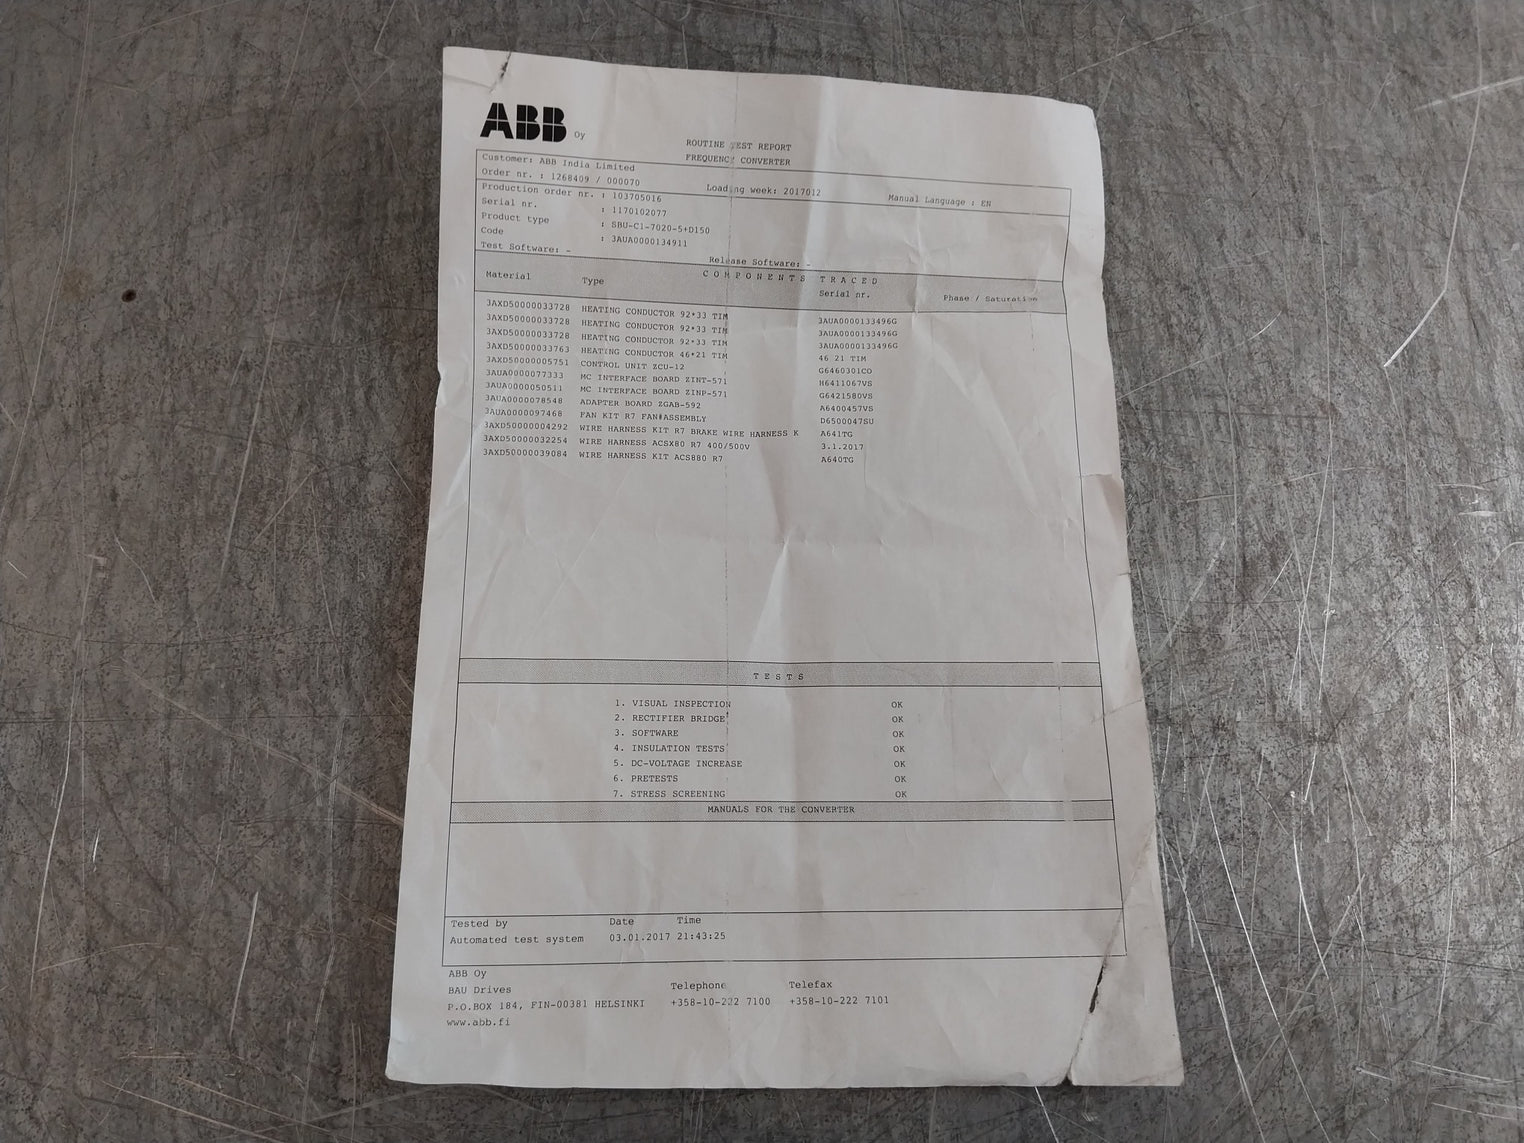 ABB Oy
ROUTINE TEST REPORT
FREQUENCY CONVERTER
Customer: ABB India Limited
Order nr. : 1268409 / 000070 Loading week: 2017012 Manual Language : EN
Production order nr. : 103705016
Serial nr. : 1170102077
Product type : SBU-C1-7020-5+D150
Code : 3AUA0000134911
Test Software: - Release Software: -
COMPONENTS TRACED
Material Type Serial nr. Phase / Saturation
3AXD50000033728 HEATING CONDUCTOR 92*33 TIM 3AUA0000133496G
3AXD50000033728 HEATING CONDUCTOR 92*33 TIM 3AUA0000133496G
3AXD50000033728 HEATING CONDUCTOR 92*33 TIM 3AUA0000133496G
3AXD50000033763 HEATING CONDUCTOR 46*21 TIM 46 21 TIM
3AXD50000005751 CONTROL UNIT ZCU-12 G6460301CO
3AUA0000077333 MC INTERFACE BOARD ZINT-571 H6411067VS
3AUA0000050511 MC INTERFACE BOARD ZINP-571 G6421580VS
3AUA0000078548 ADAPTER BOARD ZGAB-592 A6400457VS
3AUA0000097468 FAN KIT R7 FAN#ASSEMBLY D6500047SU
3AXD50000004292 WIRE HARNESS KIT R7 BRAKE WIRE HARNESS K A641TG
3AXD50000032254 WIRE HARNESS ACSX80 R7 400/500V 3.1.2017
3AXD50000039084 WIRE HARNESS KIT ACS880 R7 A640TG
TESTS
1. VISUAL INSPECTION OK
2. RECTIFIER BRIDGE OK
3. SOFTWARE OK
4. INSULATION TESTS OK
5. DC-VOLTAGE INCREASE OK
6. PRETESTS OK
7. STRESS SCREENING OK
MANUALS FOR THE CONVERTER
Tested by Date Time
Automated test system 03.01.2017 21:43:25
ABB Oy
BAU Drives Telephone Telefax
P.O.BOX 184, FIN-00381 HELSINKI +358-10-222 7100 +358-10-222 7101
www.abb.fi